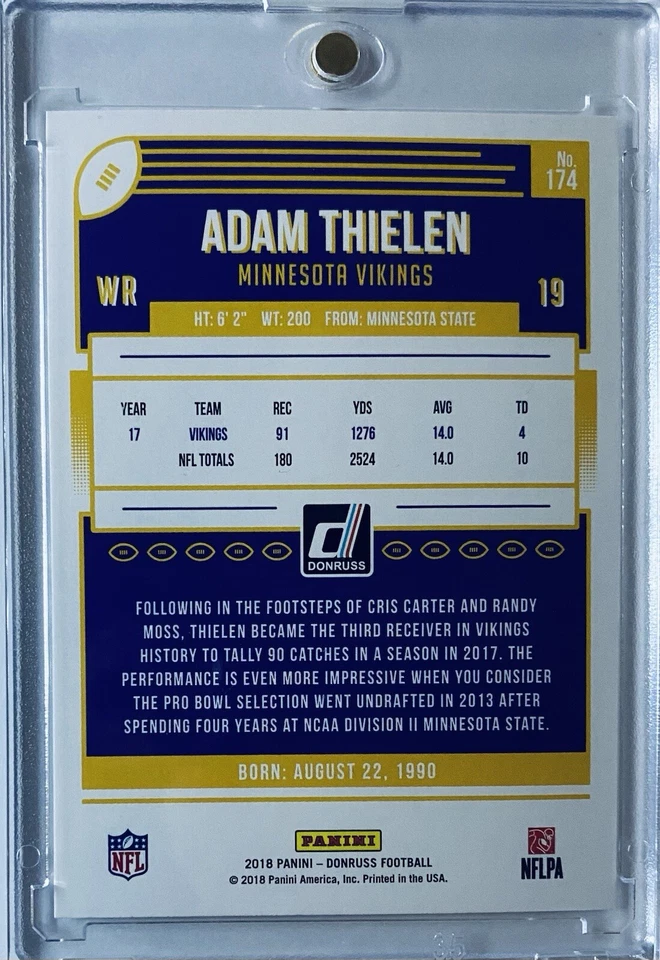 No.
174
ADAM THIELEN
MINNESOTA VIKINGS
WR
19
HT: 6' 2" WT: 200 FROM: MINNESOTA STATE
YEAR TEAM REC YDS AVG TD
17 VIKINGS 91 1276 14.0 4
NFL TOTALS 180 2524 14.0 10
d
DONRUSS
FOLLOWING IN THE FOOTSTEPS OF CRIS CARTER AND RANDY
MOSS, THIELEN BECAME THE THIRD RECEIVER IN VIKINGS
HISTORY TO TALLY 90 CATCHES IN A SEASON IN 2017. THE
PERFORMANCE IS EVEN MORE IMPRESSIVE WHEN YOU CONSIDER
THE PRO BOWL SELECTION WENT UNDRAFTED IN 2013 AFTER
SPENDING FOUR YEARS AT NCAA DIVISION II MINNESOTA STATE.
BORN: AUGUST 22, 1990
NFL
PANINI
2018 PANINI – DONRUSS FOOTBALL
© 2018 Panini America, Inc. Printed in the USA.
NFLPA
35